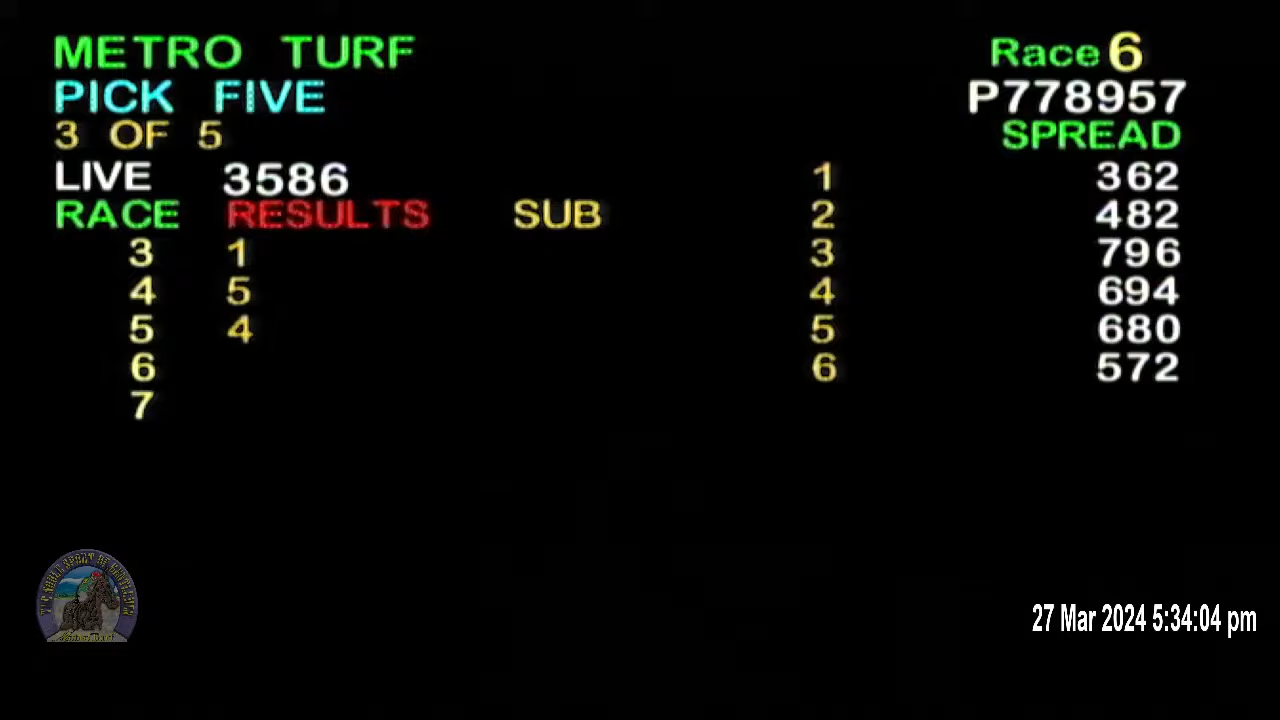 METRO TURF
Race 6
PICK FIVE
P778957
3 OF 5
SPREAD
LIVE 3586
1 362
RACE RESULTS SUB
2 482
3 1
3 796
4 5
4 694
5 4
5 680
6
6 572
7
27 Mar 2024 5:34:04 pm